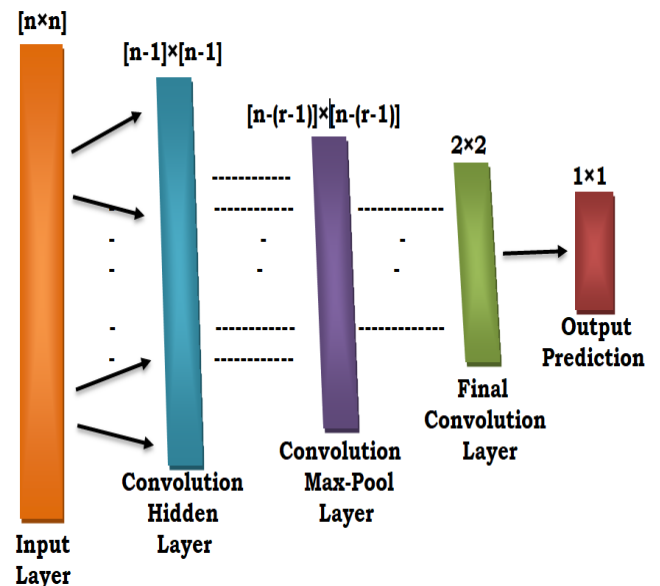 [n×n]
[n-1]×[n-1]
[n-(r-1)]×[n-(r-1)]
2×2
1×1
Output
Prediction
Final
Convolution
Layer
Convolution
Max-Pool
Layer
Convolution
Hidden
Layer
Input
Layer